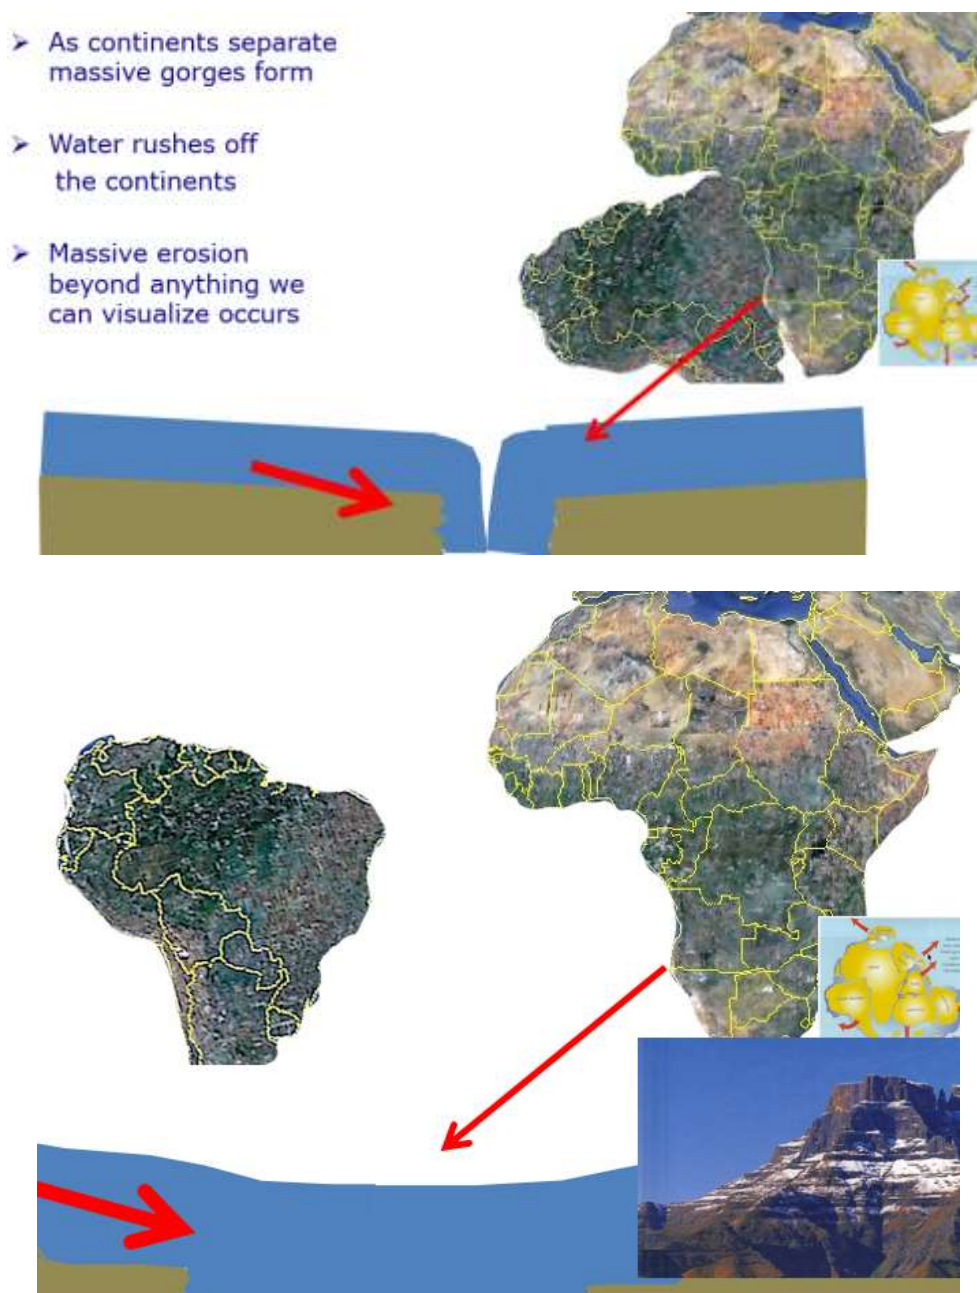 As continents separate
massive gorges form
Water rushes off
the continents
Massive erosion
beyond anything we
can visualize occurs